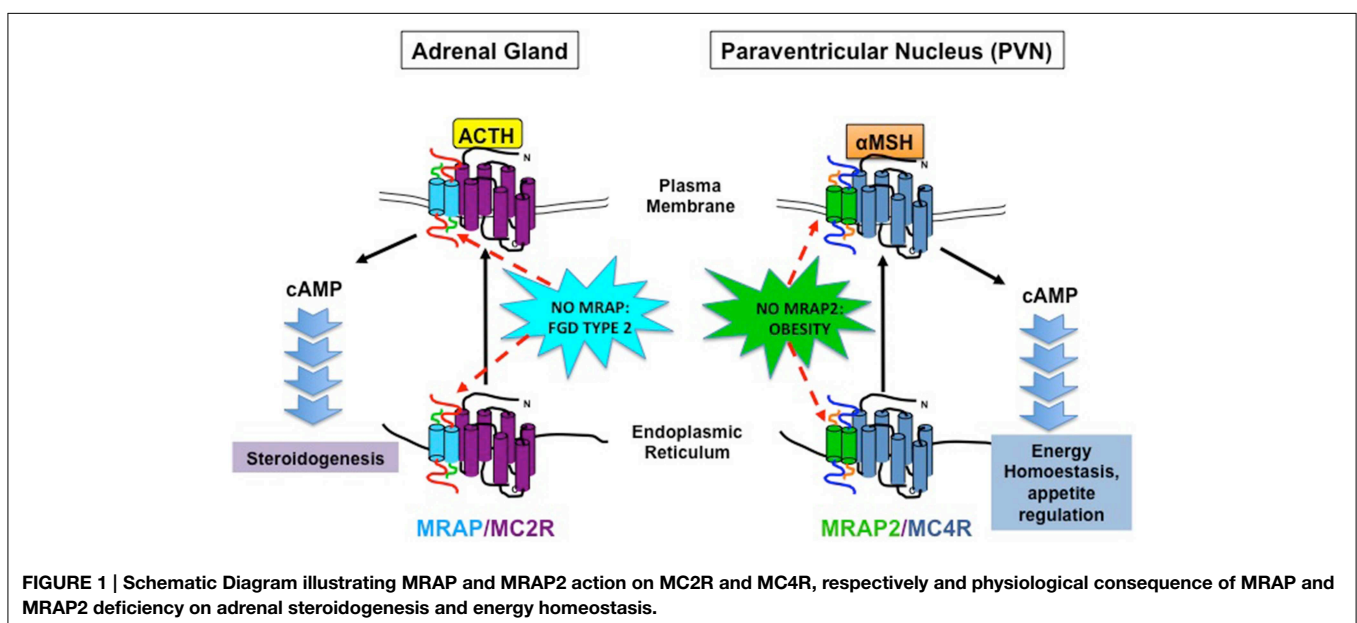 Adrenal Gland
Paraventricular Nucleus (PVN)
ACTH
N
αMSH
N
Plasma
Membrane
C
C
cAMP
NO MRAP:
FGD TYPE 2
NO MRAP2:
OBESITY
cAMP
N
N
Steroidogenesis
Endoplasmic
Reticulum
Energy
Homoestasis,
appetite
regulation
C
C
MRAP/MC2R
MRAP2/MC4R
FIGURE 1 | Schematic Diagram illustrating MRAP and MRAP2 action on MC2R and MC4R, respectively and physiological consequence of MRAP and
MRAP2 deficiency on adrenal steroidogenesis and energy homeostasis.